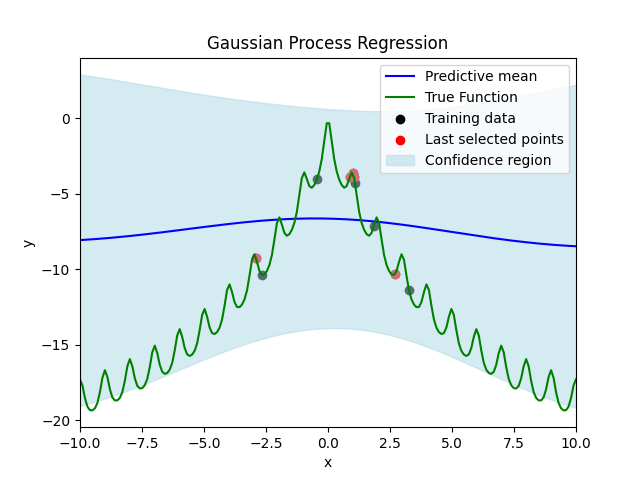 Gaussian Process Regression
Predictive mean
True Function
Training data
Last selected points
Confidence region
y
0
−5
−10
−15
−20
−10.0 −7.5 −5.0 −2.5 0.0 2.5 5.0 7.5 10.0
x